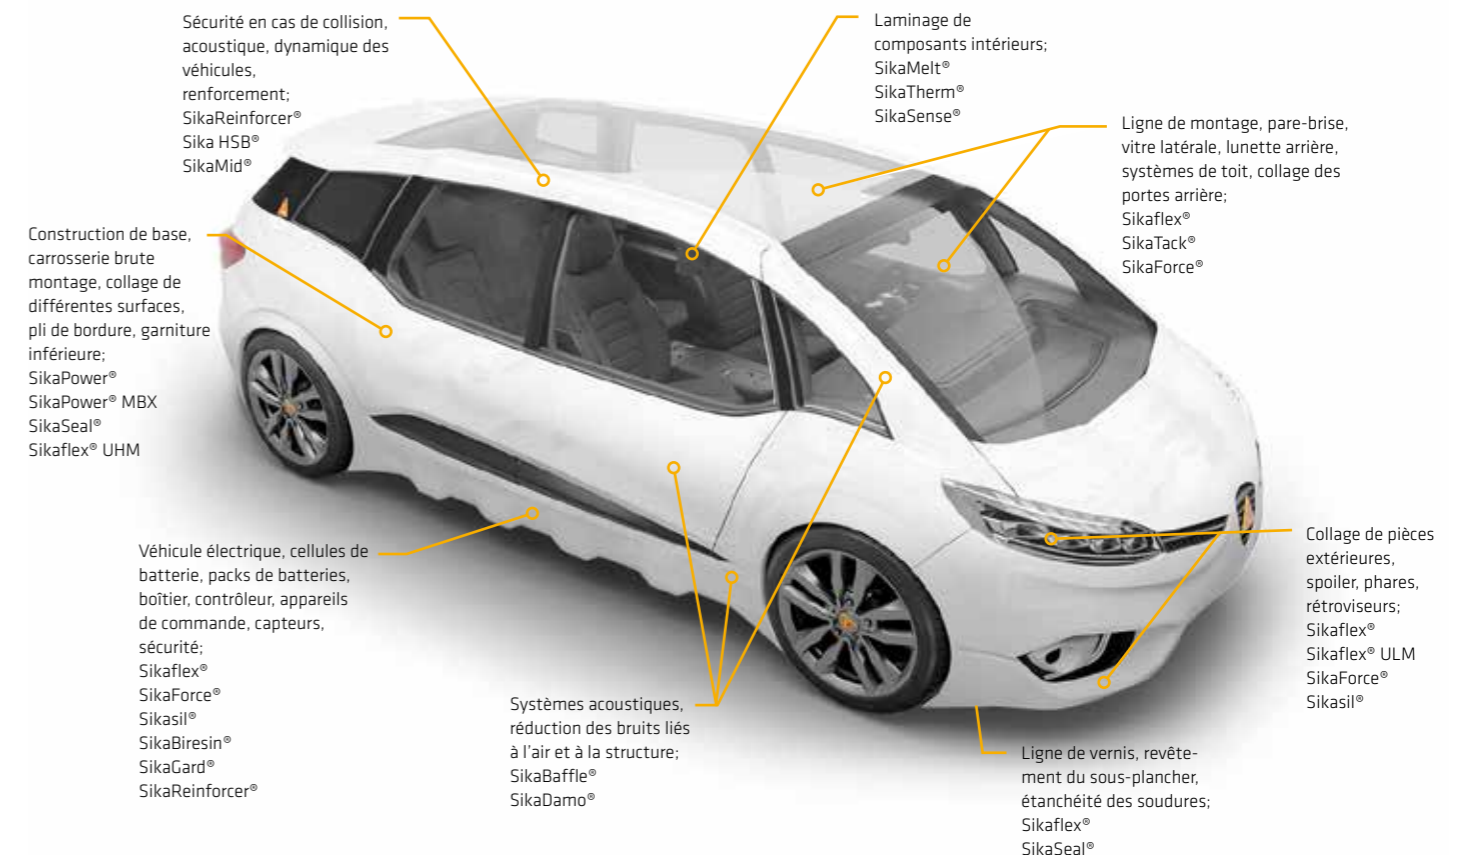 Sécurité en cas de collision,
acoustique, dynamique des
véhicules,
renforcement;
SikaReinforcer®
Sika HSB®
SikaMid®
Laminage de
composants intérieurs;
SikaMelt®
SikaTherm®
SikaSense®
Ligne de montage, pare-brise,
vitre latérale, lunette arrière,
systèmes de toit, collage des
portes arrière;
Sikaflex®
SikaTack®
SikaForce®
Construction de base,
carrosserie brute
montage, collage de
différentes surfaces,
pli de bordure, garniture
inférieure;
SikaPower®
SikaPower® MBX
SikaSeal®
Sikaflex® UHM
Véhicule électrique, cellules de
batterie, packs de batteries,
boîtier, contrôleur, appareils
de commande, capteurs,
sécurité;
Sikaflex®
SikaForce®
Sikasil®
SikaBiresin®
SikaGard®
SikaReinforcer®
Systèmes acoustiques,
réduction des bruits liés
à l'air et à la structure;
SikaBaffle®
SikaDamo®
Collage de pièces
extérieures,
spoiler, phares,
rétroviseurs;
Sikaflex®
Sikaflex® ULM
SikaForce®
Sikasil®
Ligne de vernis, revête-
ment du sous-plancher,
étanchéité des soudures;
Sikaflex®
SikaSeal®